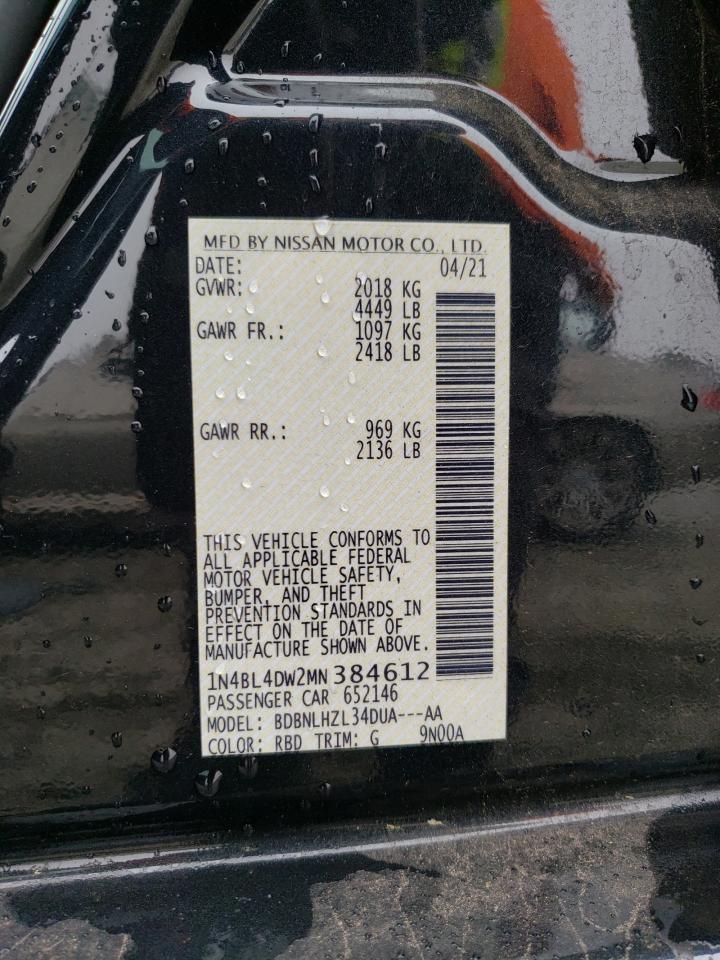 MFD BY NISSAN MOTOR CO., LTD.
DATE: 04/21
GVWR: 2018 KG
4449 LB
GAWR FR.: 1097 KG
2418 LB
GAWR RR.: 969 KG
2136 LB
THIS VEHICLE CONFORMS TO
ALL APPLICABLE FEDERAL
MOTOR VEHICLE SAFETY,
BUMPER, AND THEFT
PREVENTION STANDARDS IN
EFFECT ON THE DATE OF
MANUFACTURE SHOWN ABOVE.
1N4BL4DW2MN384612
PASSENGER CAR 652146
MODEL: BDBNLHZL34DUA---AA
COLOR: RBD TRIM: G 9N00A